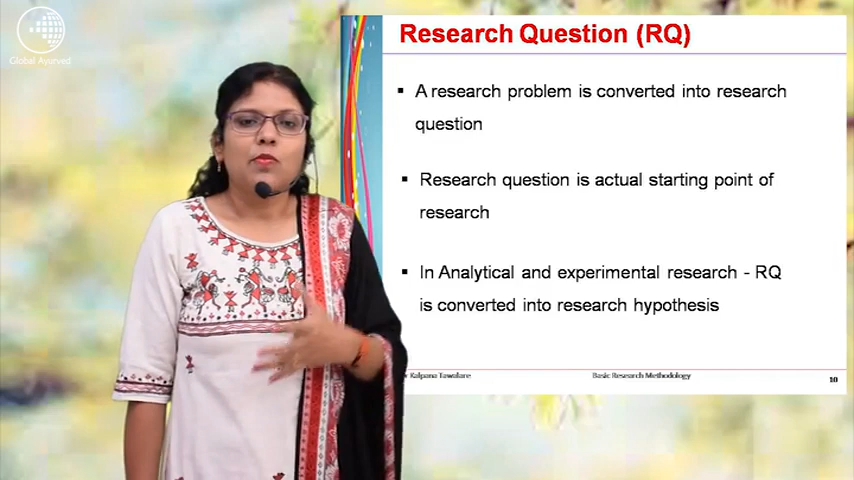 Global Ayurved
Research Question (RQ)
▪ A research problem is converted into research
question
▪ Research question is actual starting point of
research
▪ In Analytical and experimental research - RQ
is converted into research hypothesis
Kalpana Tawalare
Basic Research Methodology
10